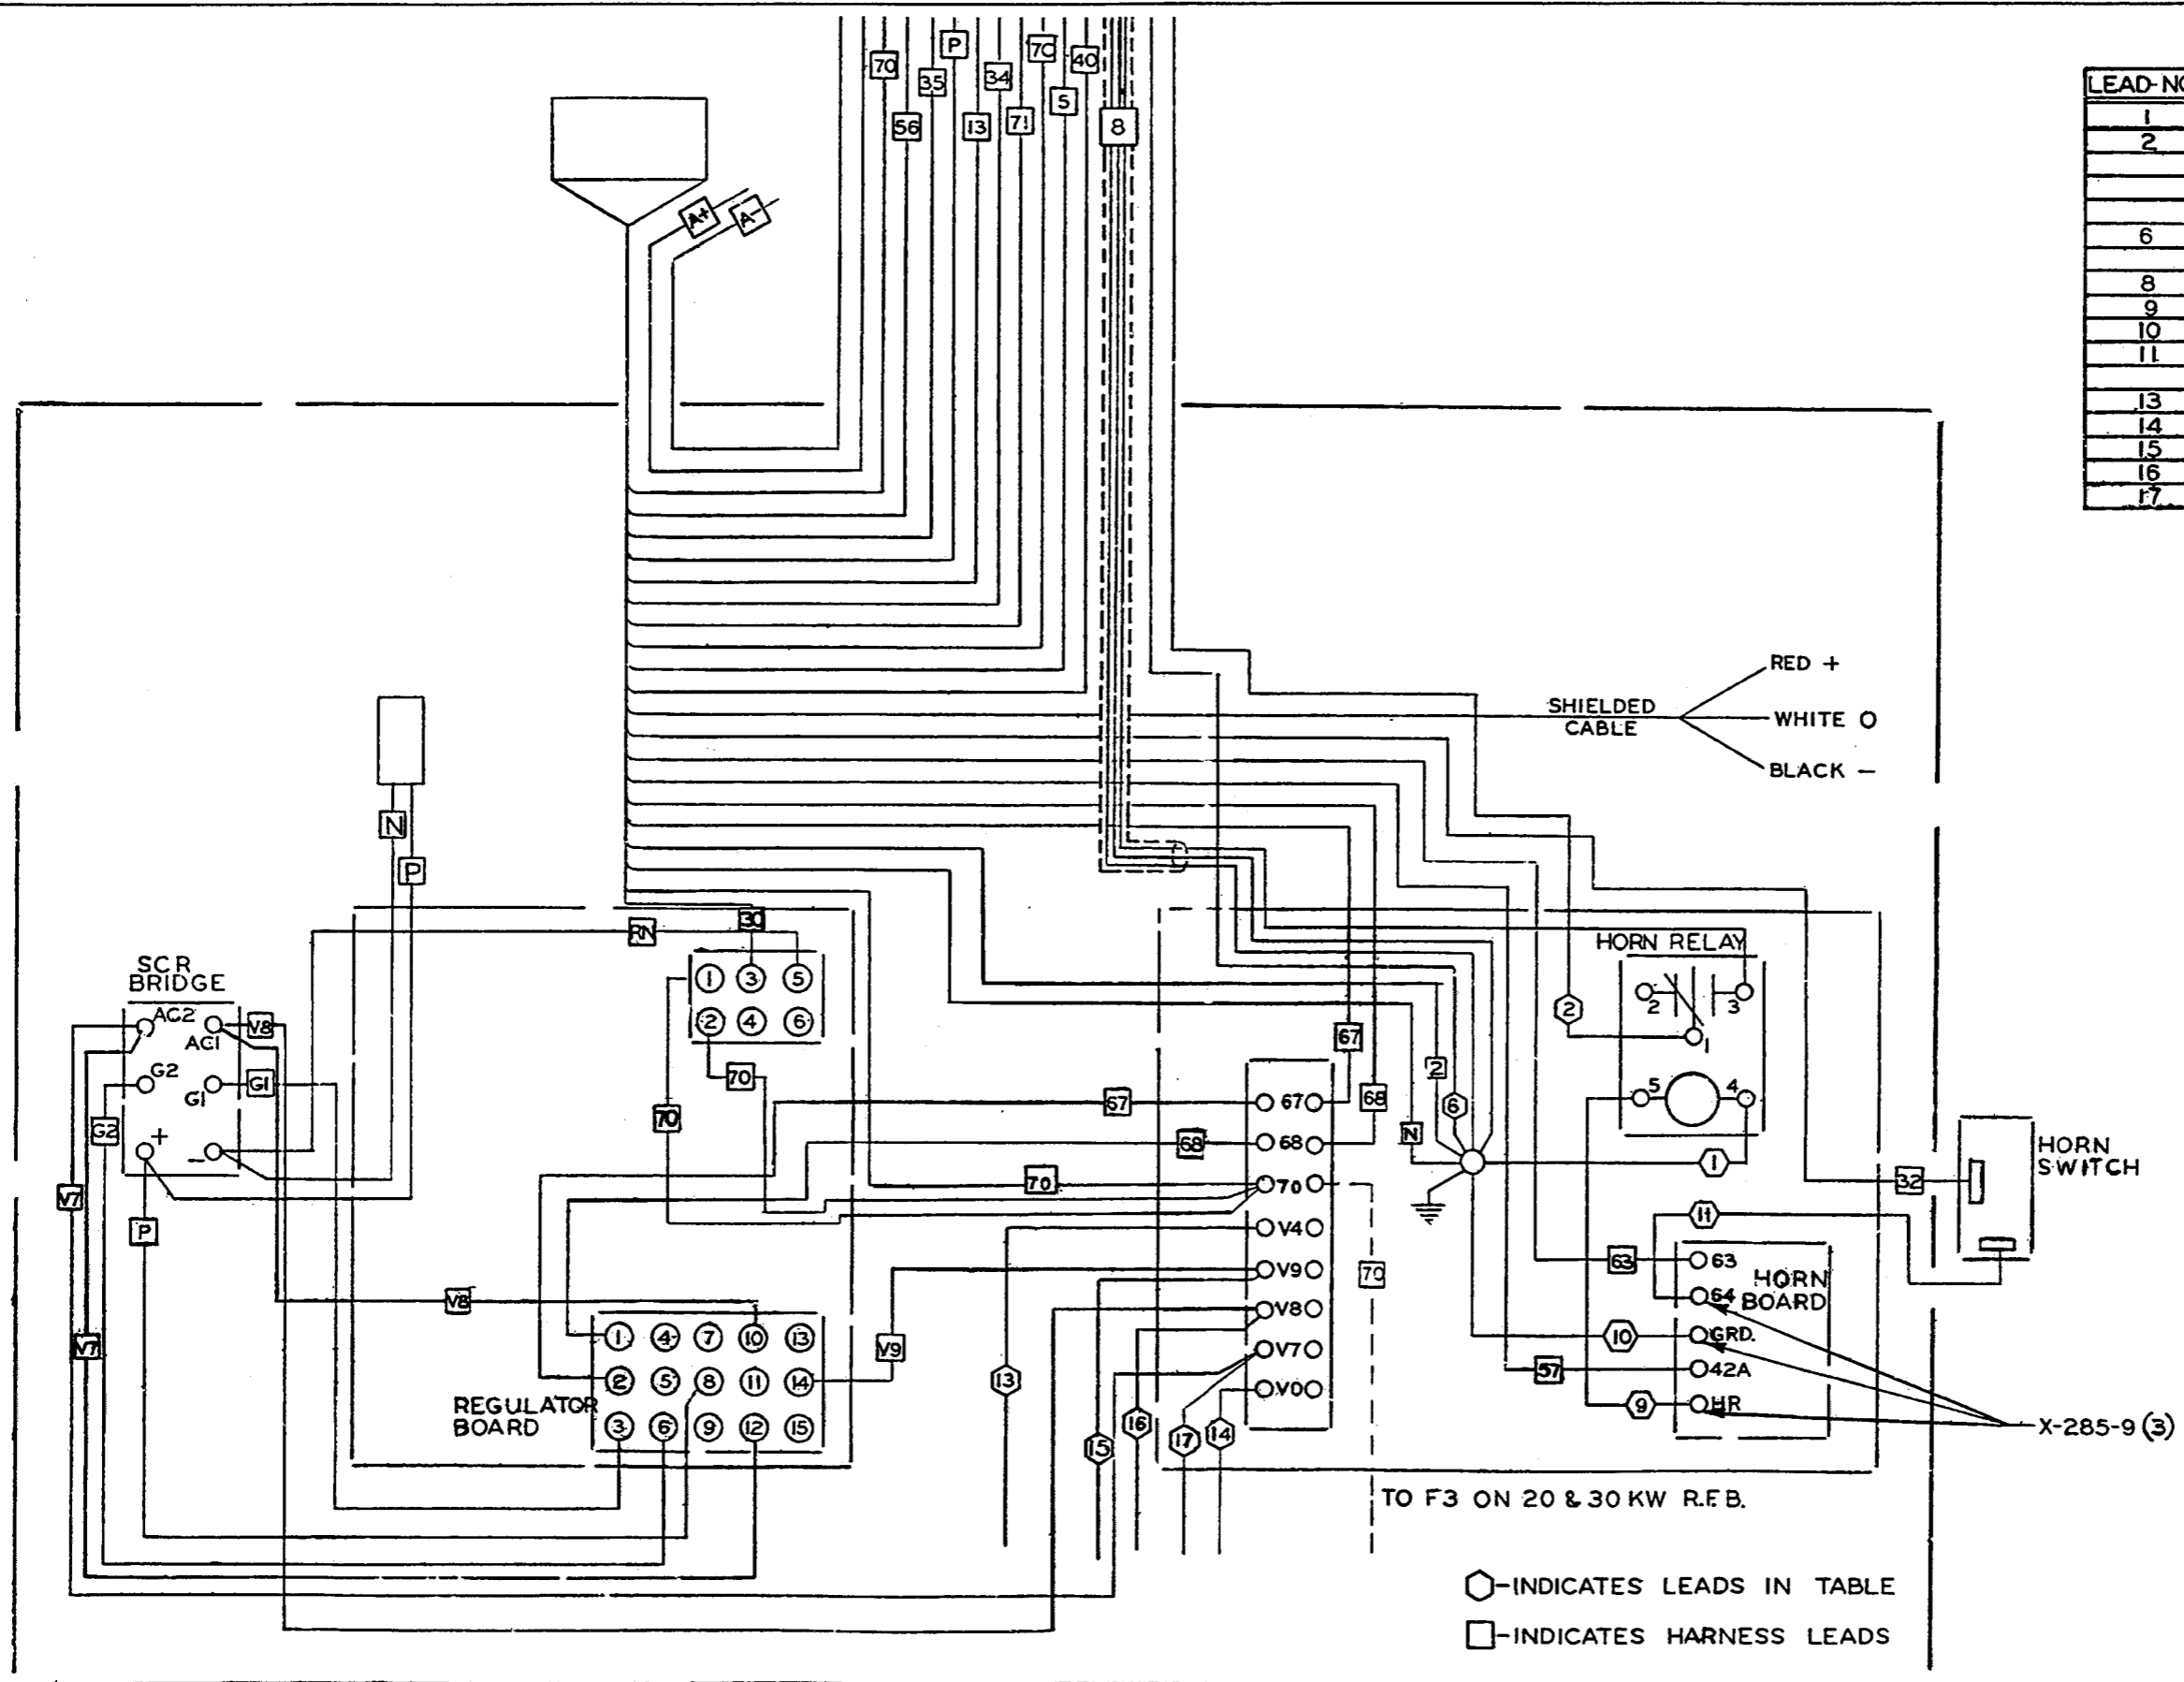 70
56
35
P
13
34
71
7C
5
40
8
A+
A-
LEAD-NO
1
2
6
8
9
10
11
13
14
15
16
17
RED +
SHIELDED
CABLE
WHITE O
BLACK -
N
P
RN
30
1 3 5
2 4 6
70
70
SCR
BRIDGE
AC2
AC1
V8
G2
G1
G1
G2
+
-
V7
P
V7
V8
REGULATOR
BOARD
1 4 7 10 13
2 5 8 11 14
3 6 9 12 15
V9
67
68
70
67
68
N
2
6
67
68
70
V4
V9
V8
V7
V0
70
13
15
16
17
14
HORN RELAY
2
3
1
5
4
2
1
32
HORN
SWITCH
11
63
63
64
HORN
BOARD
10
GRD.
57
42A
9
HR
X-285-9 (3)
TO F3 ON 20 & 30 KW R.F.B.
-INDICATES LEADS IN TABLE
-INDICATES HARNESS LEADS